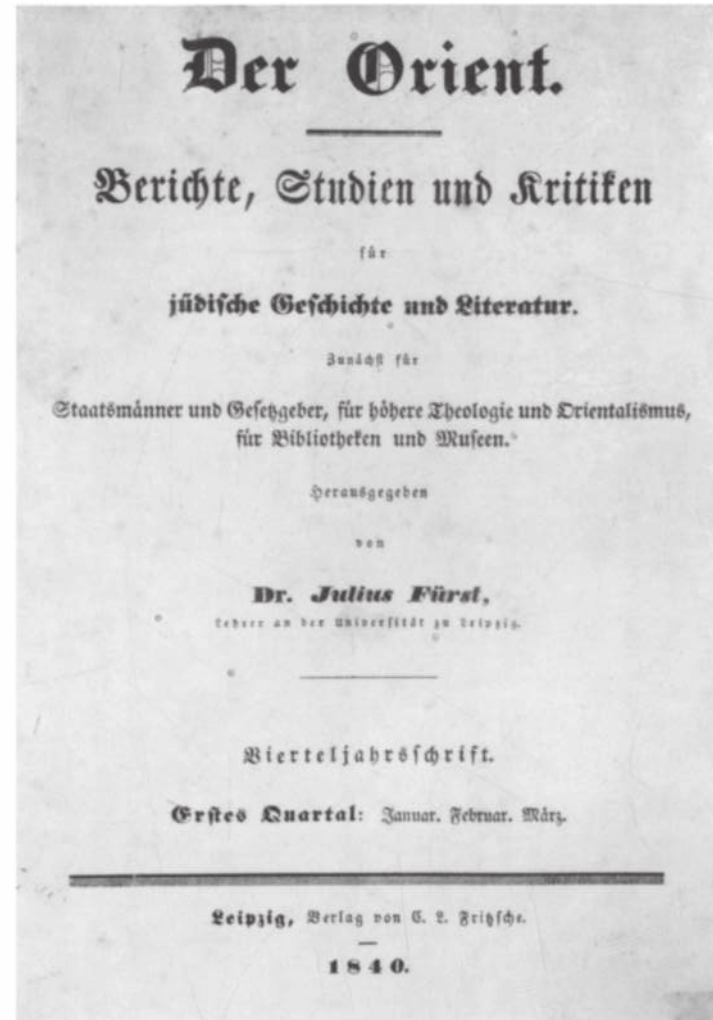 Der Orient.
Berichte, Studien und Kritiken
für
jüdische Geschichte und Literatur.
Zunächst für
Staatsmänner und Gesetzgeber, für höhere Theologie und Orientalismus,
für Bibliotheken und Museen.
Herausgegeben
von
Dr. Julius Fürst,
Lehrer an der Universität zu Leipzig.
Vierteljahrsschrift.
Erstes Quartal: Januar. Februar. März.
Leipzig, Verlag von C. L. Fritzsche.
1840.